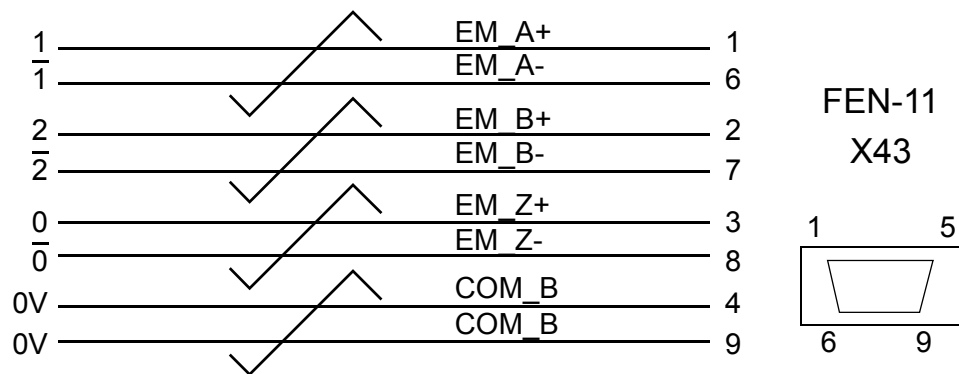 1 EM_A+ 1
1̅ EM_A- 6
2 EM_B+ 2
2̅ EM_B- 7
0 EM_Z+ 3
0̅ EM_Z- 8
0V COM_B 4
0V COM_B 9
FEN-11
X43
1 5
6 9